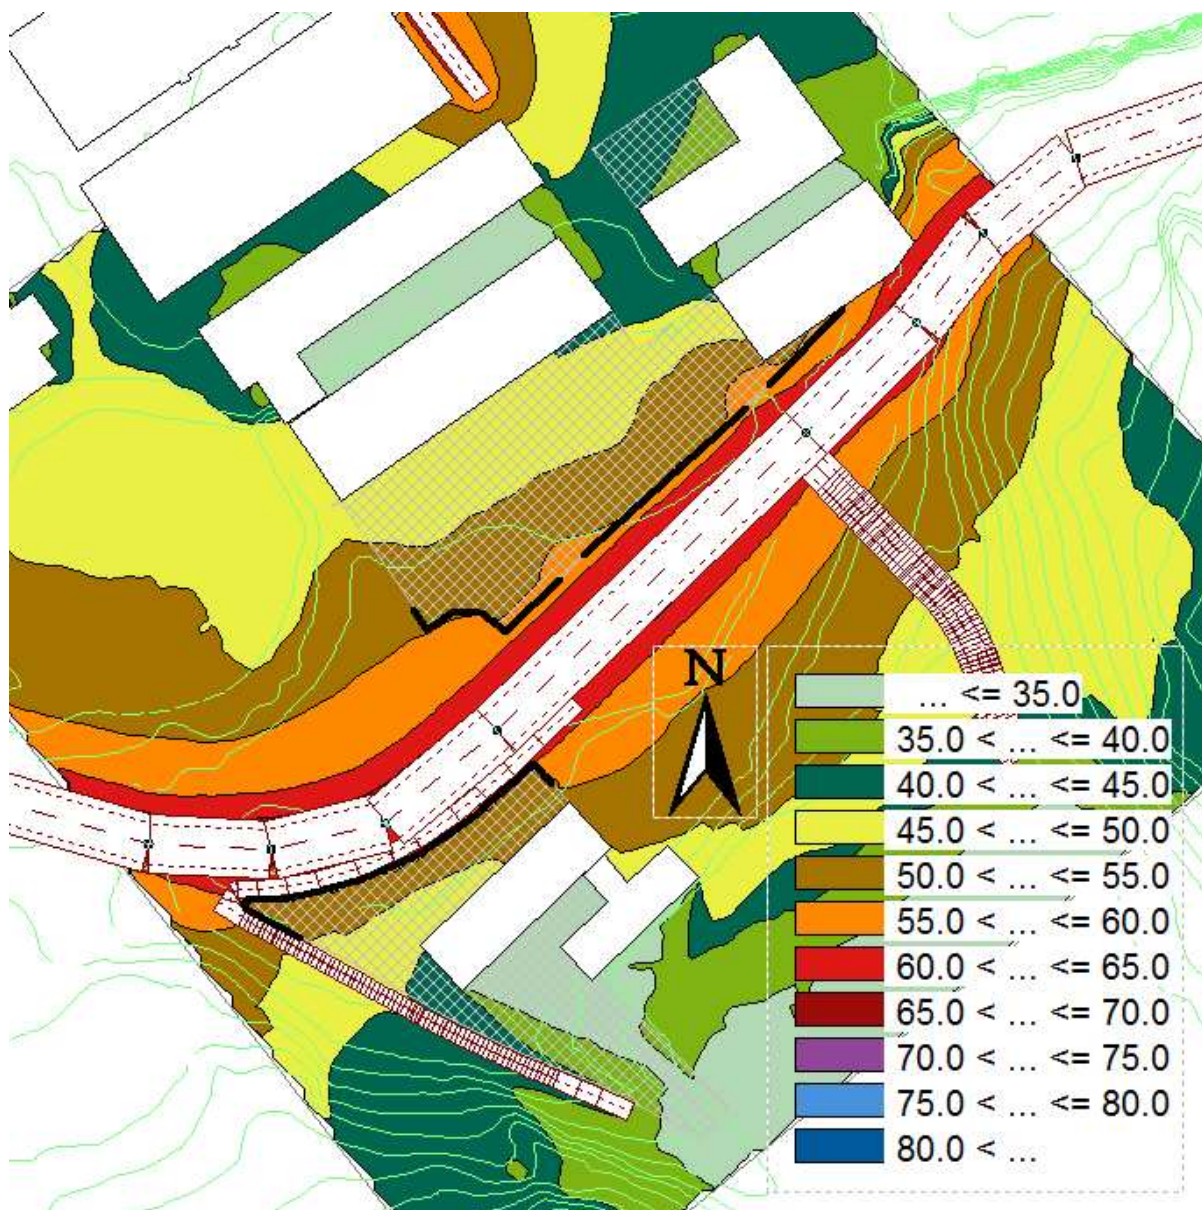 N
... <= 35.0
35.0 < ... <= 40.0
40.0 < ... <= 45.0
45.0 < ... <= 50.0
50.0 < ... <= 55.0
55.0 < ... <= 60.0
60.0 < ... <= 65.0
65.0 < ... <= 70.0
70.0 < ... <= 75.0
75.0 < ... <= 80.0
80.0 < ...